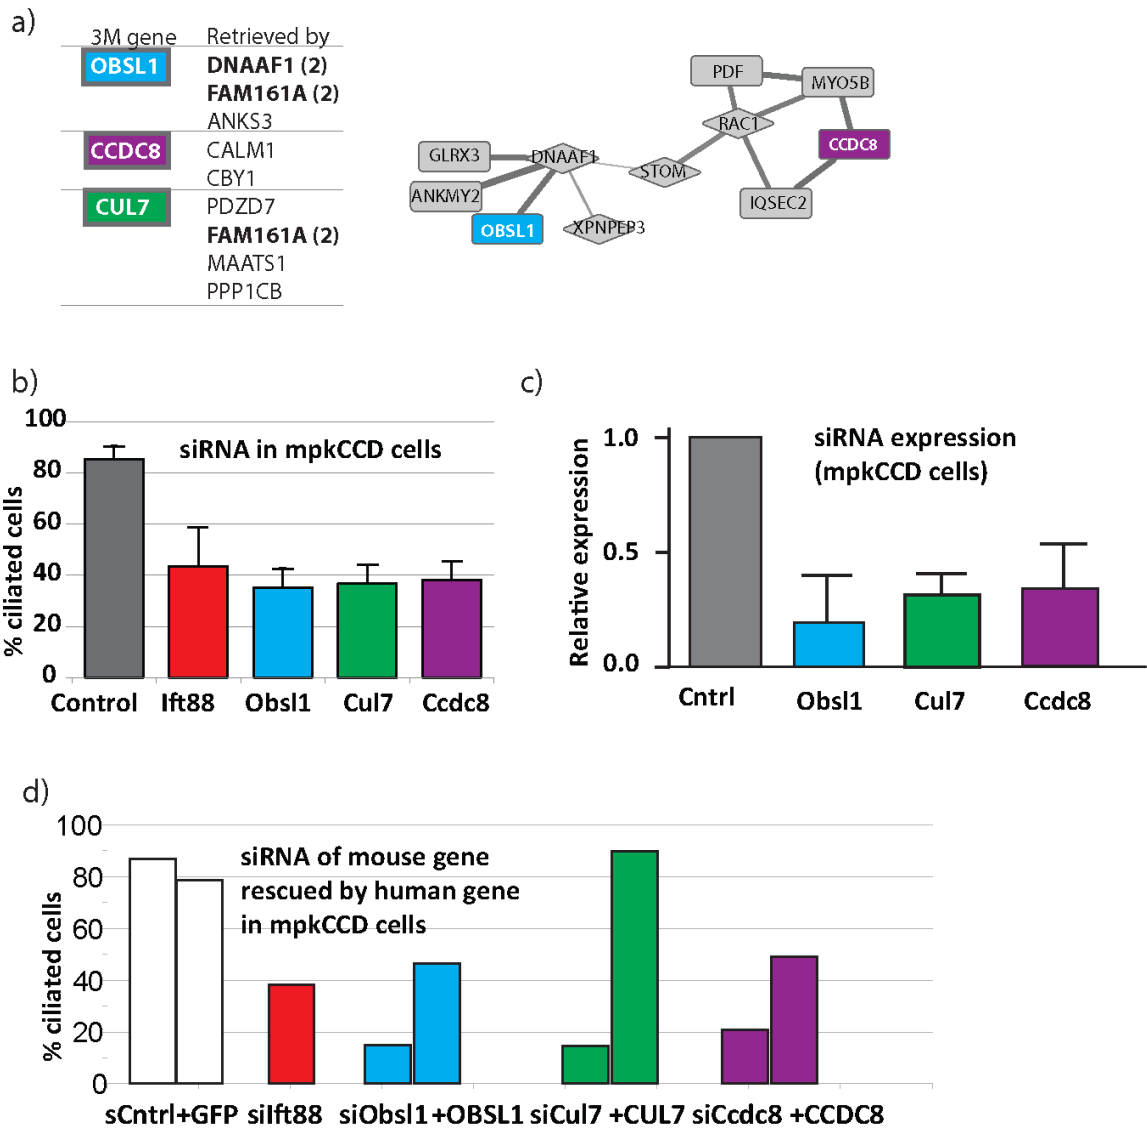 a)
3M gene Retrieved by
OBSL1 DNAAF1 (2)
FAM161A (2)
ANKS3
CCDC8 CALM1
CBY1
CUL7 PDZD7
FAM161A (2)
MAATS1
PPP1CB
PDF
MYO5B
RAC1
CCDC8
GLRX3
DNAAF1
STOM
ANKMY2
IQSEC2
OBSL1
XPNPEP3
b)
100
80
60
40
20
0
% ciliated cells
siRNA in mpkCCD cells
Control Ift88 Obsl1 Cul7 Ccdc8
c)
1.0
0.5
0.0
Relative expression
siRNA expression
(mpkCCD cells)
Cntrl Obsl1 Cul7 Ccdc8
d)
100
80
60
40
20
0
% ciliated cells
siRNA of mouse gene
rescued by human gene
in mpkCCD cells
sCntrl+GFP siIft88 siObsl1+OBSL1 siCul7 +CUL7 siCcdc8 +CCDC8